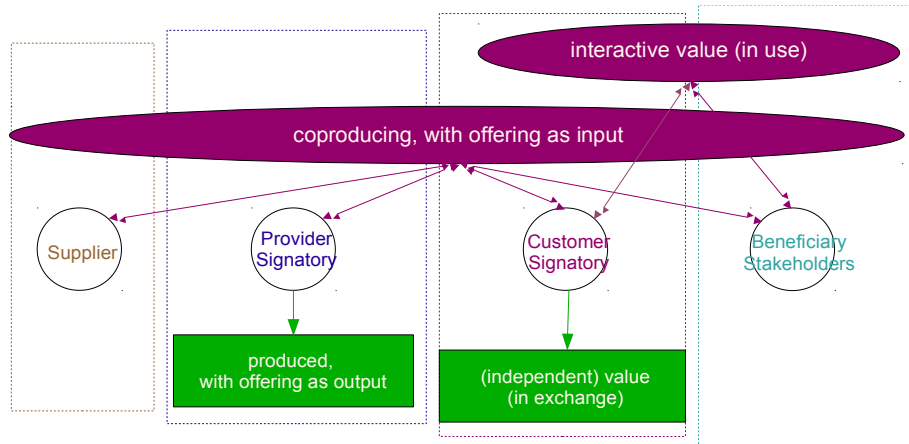 interactive value (in use)
coproducing, with offering as input
Supplier
Provider
Signatory
Customer
Signatory
Beneficiary
Stakeholders
produced,
with offering as output
(independent) value
(in exchange)